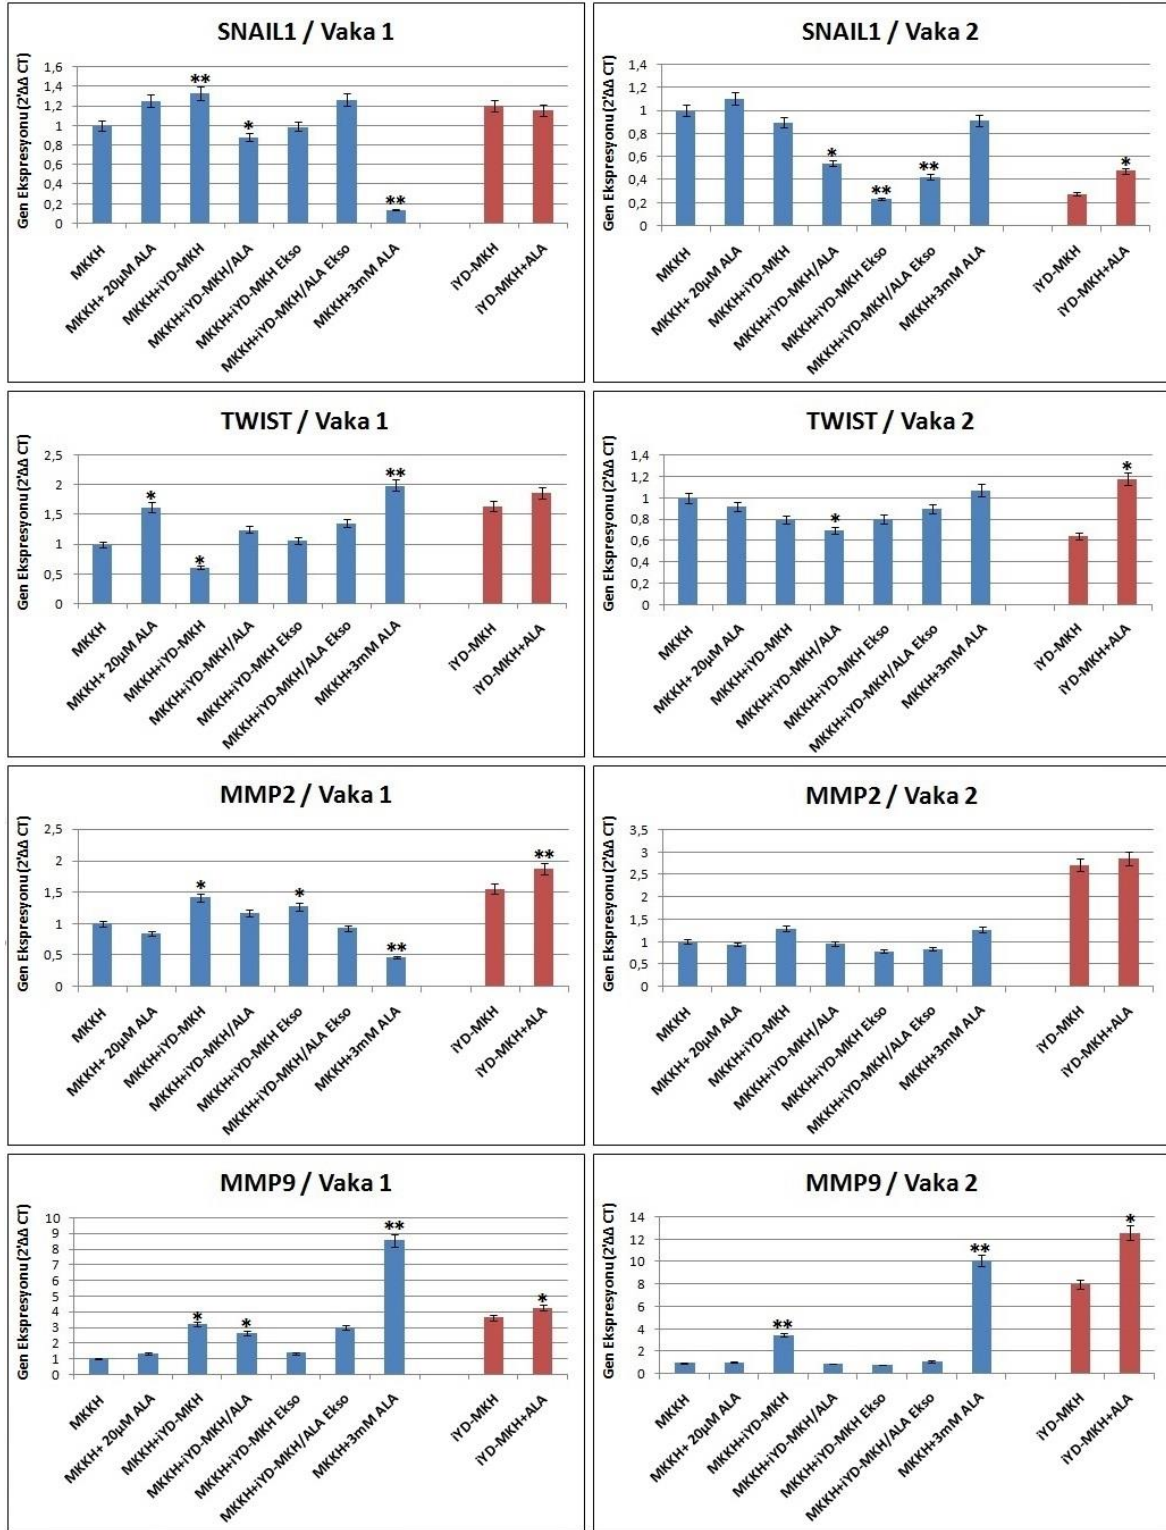 SNAIL1 / Vaka 1
Gen Ekspresyonu (2'ΔΔ CT)
1,6
1,4
1,2
1
0,8
0,6
0,4
0,2
0
**
*
**
MKKH
MKKH+ 20µM ALA
MKKH+iYD-MKH
MKKH+iYD-MKH/ALA
MKKH+iYD-MKH Ekso
MKKH+iYD-MKH/ALA Ekso
MKKH+3mM ALA
iYD-MKH
iYD-MKH+ALA
SNAIL1 / Vaka 2
Gen Ekspresyonu (2'ΔΔ CT)
1,4
1,2
1
0,8
0,6
0,4
0,2
0
*
**
**
*
MKKH
MKKH+ 20µM ALA
MKKH+iYD-MKH
MKKH+iYD-MKH/ALA
MKKH+iYD-MKH Ekso
MKKH+iYD-MKH/ALA Ekso
MKKH+3mM ALA
iYD-MKH
iYD-MKH+ALA
TWIST / Vaka 1
Gen Ekspresyonu (2'ΔΔ CT)
2,5
2
1,5
1
0,5
0
*
*
**
MKKH
MKKH+ 20µM ALA
MKKH+iYD-MKH
MKKH+iYD-MKH/ALA
MKKH+iYD-MKH Ekso
MKKH+iYD-MKH/ALA Ekso
MKKH+3mM ALA
iYD-MKH
iYD-MKH+ALA
TWIST / Vaka 2
Gen Ekspresyonu (2'ΔΔ CT)
1,4
1,2
1
0,8
0,6
0,4
0,2
0
*
*
MKKH
MKKH+ 20µM ALA
MKKH+iYD-MKH
MKKH+iYD-MKH/ALA
MKKH+iYD-MKH Ekso
MKKH+iYD-MKH/ALA Ekso
MKKH+3mM ALA
iYD-MKH
iYD-MKH+ALA
MMP2 / Vaka 1
Gen Ekspresyonu (2'ΔΔ CT)
2,5
2
1,5
1
0,5
0
*
*
**
**
MKKH
MKKH+ 20µM ALA
MKKH+iYD-MKH
MKKH+iYD-MKH/ALA
MKKH+iYD-MKH Ekso
MKKH+iYD-MKH/ALA Ekso
MKKH+3mM ALA
iYD-MKH
iYD-MKH+ALA
MMP2 / Vaka 2
Gen Ekspresyonu (2'ΔΔ CT)
3,5
3
2,5
2
1,5
1
0,5
0
MKKH
MKKH+ 20µM ALA
MKKH+iYD-MKH
MKKH+iYD-MKH/ALA
MKKH+iYD-MKH Ekso
MKKH+iYD-MKH/ALA Ekso
MKKH+3mM ALA
iYD-MKH
iYD-MKH+ALA
MMP9 / Vaka 1
Gen Ekspresyonu (2'ΔΔ CT)
10
9
8
7
6
5
4
3
2
1
0
*
*
**
*
MKKH
MKKH+ 20µM ALA
MKKH+iYD-MKH
MKKH+iYD-MKH/ALA
MKKH+iYD-MKH Ekso
MKKH+iYD-MKH/ALA Ekso
MKKH+3mM ALA
iYD-MKH
iYD-MKH+ALA
MMP9 / Vaka 2
Gen Ekspresyonu (2'ΔΔ CT)
14
12
10
8
6
4
2
0
**
**
*
MKKH
MKKH+ 20µM ALA
MKKH+iYD-MKH
MKKH+iYD-MKH/ALA
MKKH+iYD-MKH Ekso
MKKH+iYD-MKH/ALA Ekso
MKKH+3mM ALA
iYD-MKH
iYD-MKH+ALA